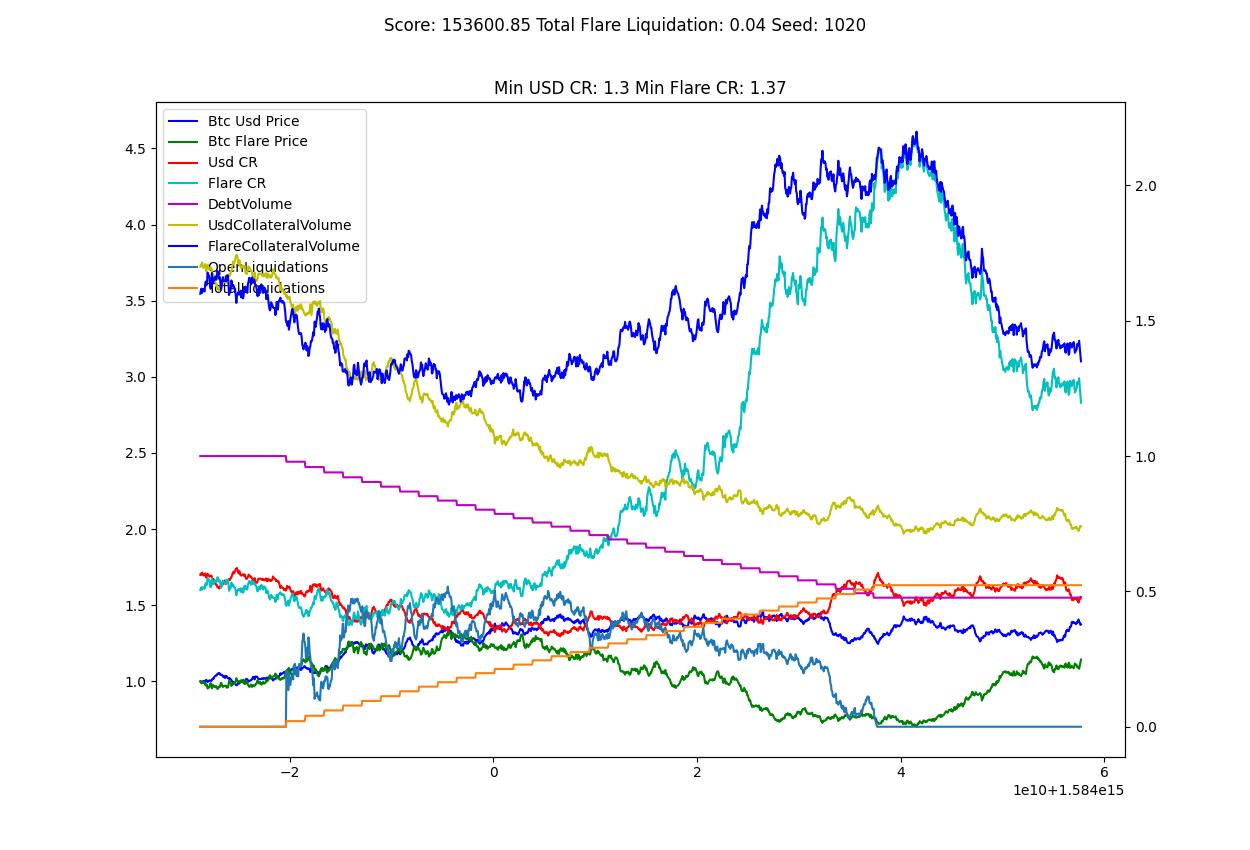 Score: 153600.85 Total Flare Liquidation: 0.04 Seed: 1020
Min USD CR: 1.3 Min Flare CR: 1.37
Btc Usd Price
Btc Flare Price
Usd CR
Flare CR
DebtVolume
UsdCollateralVolume
FlareCollateralVolume
OpenLiquidations
TotalLiquidations
4.5
4.0
3.5
3.0
2.5
2.0
1.5
1.0
2.0
1.5
1.0
0.5
0.0
−2
0
2
4
6
1e10+1.584e15